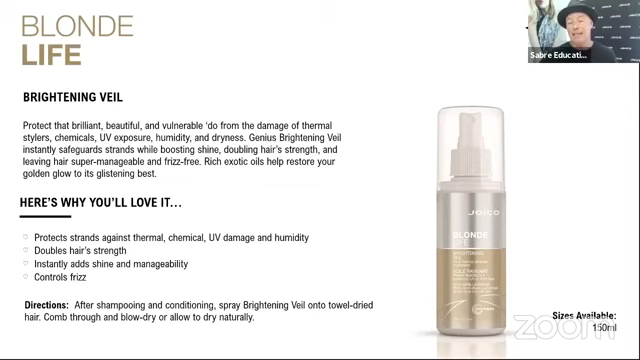 BLONDE
LIFE
Sabre Educati...
BRIGHTENING VEIL
Protect that brilliant, beautiful, and vulnerable 'do from the damage of thermal
stylers, chemicals, UV exposure, humidity, and dryness. Genius Brightening Veil
instantly safeguards strands while boosting shine, doubling hair's strength, and
leaving hair super-manageable and frizz-free. Rich exotic oils help restore your
golden glow to its glistening best.
HERE'S WHY YOU'LL LOVE IT...
Protects strands against thermal, chemical, UV damage and humidity
Doubles hair's strength
Instantly adds shine and manageability
Controls frizz
Directions: After shampooing and conditioning, spray Brightening Veil onto towel-dried
hair. Comb through and blow-dry or allow to dry naturally.
JOICO
BLONDE
LIFE
BRIGHTENING
VEIL
Sizes Available:
150ml
zoom